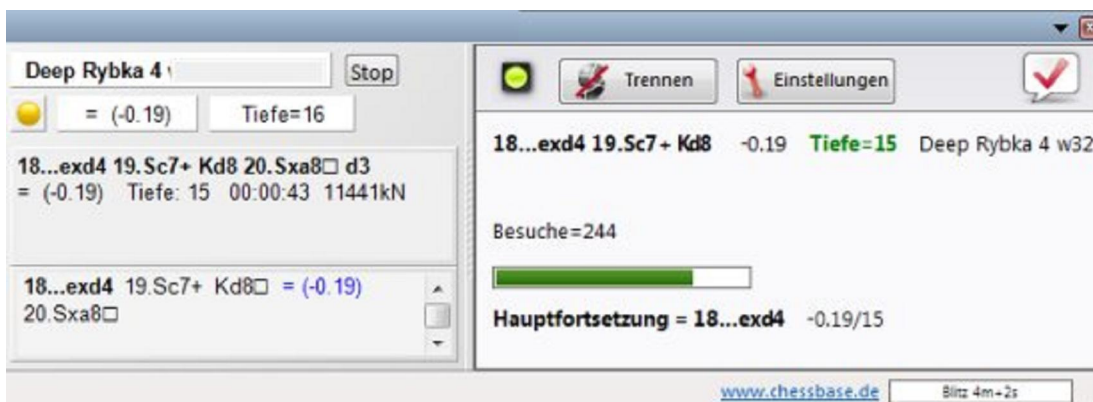 Deep Rybka 4
Stop
= (-0.19) Tiefe=16
18...exd4 19.Sc7+ Kd8 20.Sxa8□ d3
= (-0.19) Tiefe: 15 00:00:43 11441kN
18...exd4 19.Sc7+ Kd8□ = (-0.19)
20.Sxa8□
Trennen
Einstellungen
18...exd4 19.Sc7+ Kd8 -0.19 Tiefe=15 Deep Rybka 4 w32
Besuche=244
Hauptfortsetzung = 18...exd4 -0.19/15
www.chessbase.de
Blitz 4m+2s